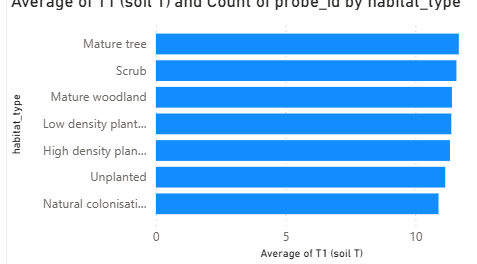 Average of T1 (soil T) and Count of probe_id by habitat_type
Mature tree
Scrub
Mature woodland
Low density plant...
High density plan...
Unplanted
Natural colonisati...
habitat_type
0 5 10
Average of T1 (soil T)